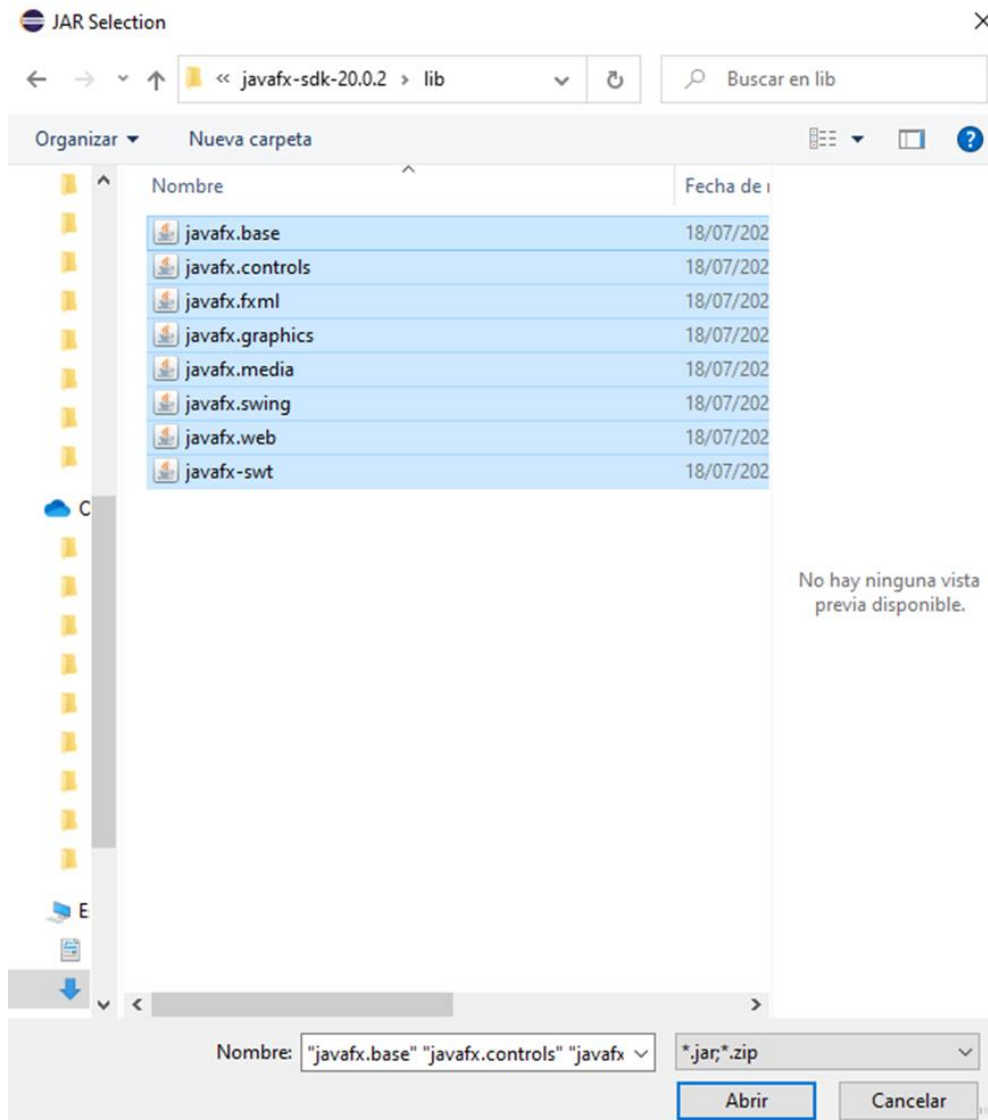 JAR Selection
« javafx-sdk-20.0.2 > lib
Buscar en lib
Organizar
Nueva carpeta
Nombre
Fecha de
javafx.base 18/07/202
javafx.controls 18/07/202
javafx.fxml 18/07/202
javafx.graphics 18/07/202
javafx.media 18/07/202
javafx.swing 18/07/202
javafx.web 18/07/202
javafx-swt 18/07/202
C
No hay ninguna vista
previa disponible.
E
Nombre: "javafx.base" "javafx.controls" "javafx
*.jar;*.zip
Abrir
Cancelar